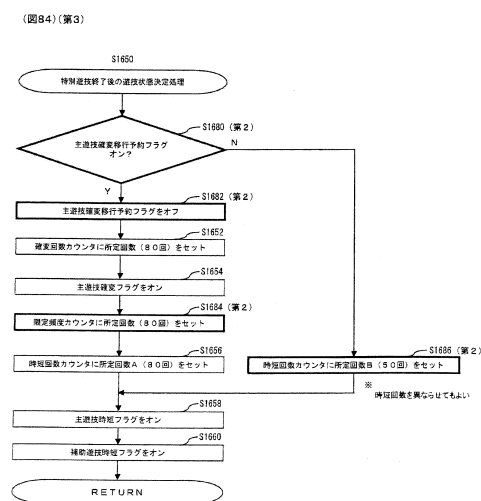 (図84)(第3)
S1650
特別遊技終了後の遊技状態決定処理
S1680(第2)
主遊技確変移行予約フラグ
オン?
N
Y
S1682(第2)
主遊技確変移行予約フラグをオフ
S1652
確変回数カウンタに所定回数(80回)をセット
S1654
主遊技確変フラグをオン
S1684(第2)
限定頻度カウンタに所定回数(80回)をセット
S1656
時短回数カウンタに所定回数A(80回)をセット
S1686(第2)
時短回数カウンタに所定回数B(50回)をセット
※
時短回数を異ならせてもよい
S1658
主遊技時短フラグをオン
S1660
補助遊技時短フラグをオン
RETURN